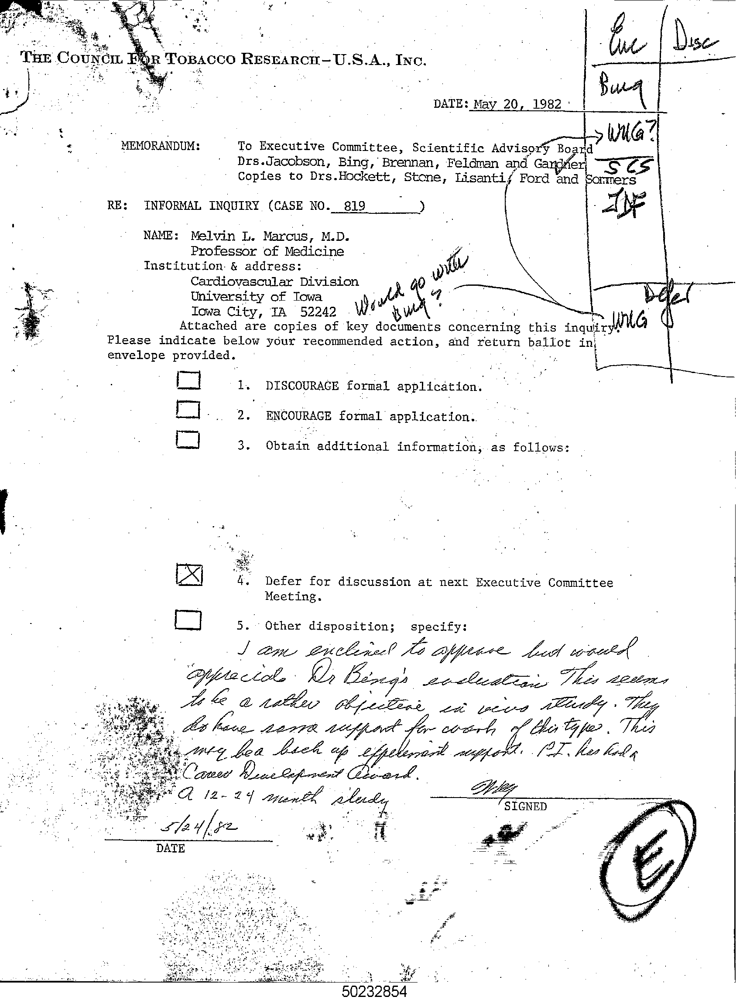 THE COUNCIL FOR TOBACCO RESEARCH-U.S.A., INC.
Enc Disc
Bing
DATE: May 20, 1982
WUG?
MEMORANDUM: To Executive Committee, Scientific Advisory Board
Drs.Jacobson, Bing, Brennan, Feldman and Gardner
SCS
Copies to Drs.Hockett, Stone, Lisanti, Ford and Sommers
JDF
RE: INFORMAL INQUIRY (CASE NO. 819 )
NAME: Melvin L. Marcus, M.D.
Professor of Medicine
Institution & address:
Cardiovascular Division
University of Iowa
Iowa City, IA 52242
Would go with
Bing?
Defer
WUG
Attached are copies of key documents concerning this inquiry.
Please indicate below your recommended action, and return ballot in
envelope provided.
1. DISCOURAGE formal application.
2. ENCOURAGE formal application.
3. Obtain additional information, as follows:
4. Defer for discussion at next Executive Committee
Meeting.
5. Other disposition; specify:
I am enclined to approve but would
appreciate Dr Bing's evaluation This seems
to be a rather objective in vivo study. They
do have some support for work of this type. This
may be a back up support. P.I. has had a
Career Development Award.
A 12-24 month study
SIGNED
5/24/82
DATE
E
50232854